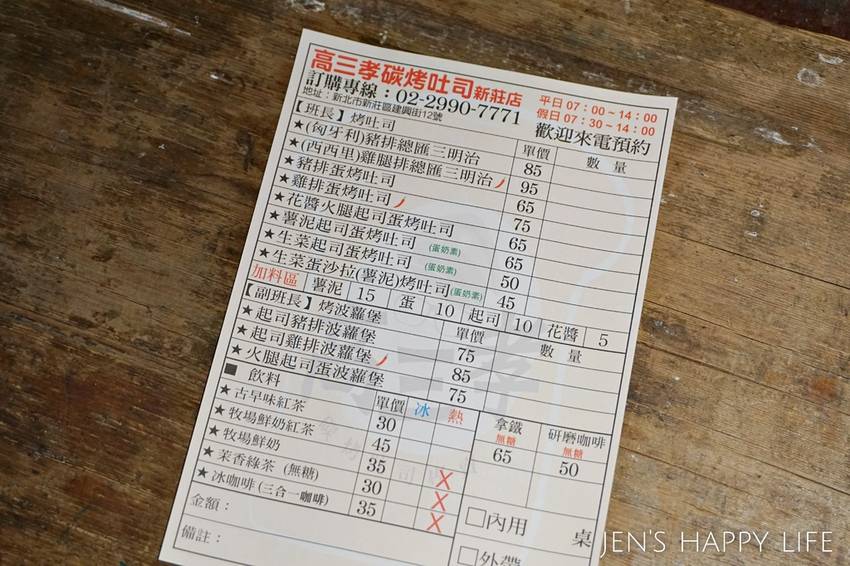 高三孝碳烤吐司新莊店
訂購專線：02-2990-7771
地址：新北市新莊區建興街12號
平日 07：00～14：00
假日 07：30～14：00
歡迎來電預約
【班長】烤吐司 單價 數量
★(匈牙利)豬排總匯三明治 85
★(西西里)雞腿排總匯三明治 95
★豬排蛋烤吐司 65
★雞排蛋烤吐司 75
★花醬火腿起司蛋烤吐司 65
★薯泥起司蛋烤吐司 (蛋奶素) 65
★生菜起司蛋烤吐司 (蛋奶素) 50
★生菜蛋沙拉(薯泥)烤吐司(蛋奶素) 45
加料區 薯泥 15 蛋 10 起司 10 花醬 5
【副班長】烤波蘿堡 單價 數量
★起司豬排波蘿堡 75
★起司雞排波蘿堡 85
★火腿起司蛋波蘿堡 75
■ 飲料 單價 冰 熱
★古早味紅茶 30
★牧場鮮奶紅茶 45
★牧場鮮奶 35 X
★茉香綠茶 (無糖) 30 X
★冰咖啡(三合一咖啡) 35 X
拿鐵 無糖 65
研磨咖啡 無糖 50
金額：
備註：
□內用 桌
□外帶
JEN'S HAPPY LIFE